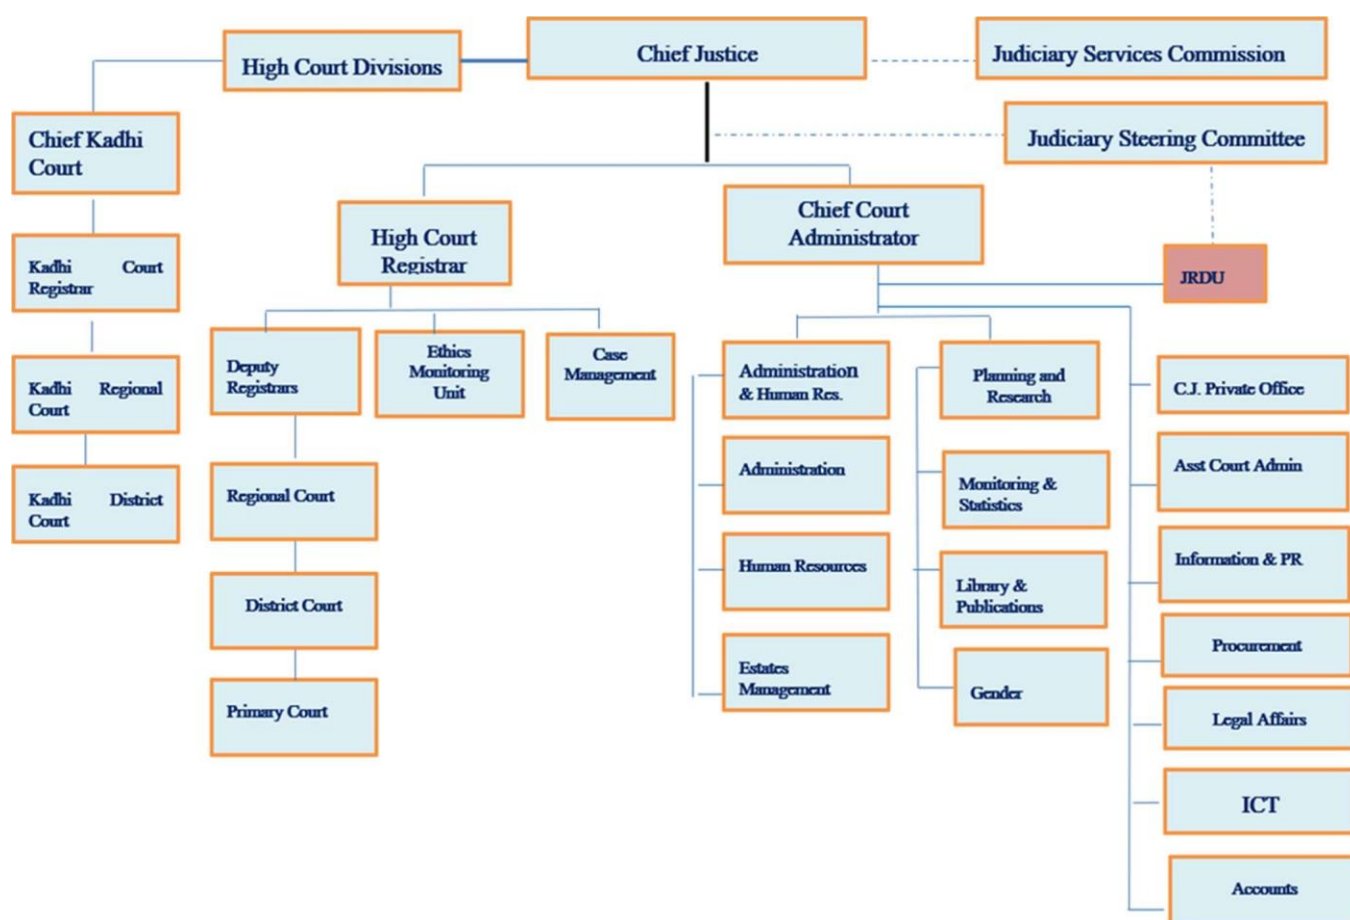 Chief Justice
High Court Divisions
Judiciary Services Commission
Chief Kadhi
Court
Judiciary Steering Committee
High Court
Registrar
Chief Court
Administrator
Kadhi Court
Registrar
JRDU
Deputy
Registrars
Ethics
Monitoring
Unit
Case
Management
Administration
& Human Res.
Planning and
Research
Kadhi Regional
Court
C.J. Private Office
Administration
Monitoring &
Statistics
Asst Court Admin
Kadhi District
Court
Regional Court
Human Resources
Library &
Publications
Information & PR
District Court
Procurement
Estates
Management
Gender
Primary Court
Legal Affairs
ICT
Accounts